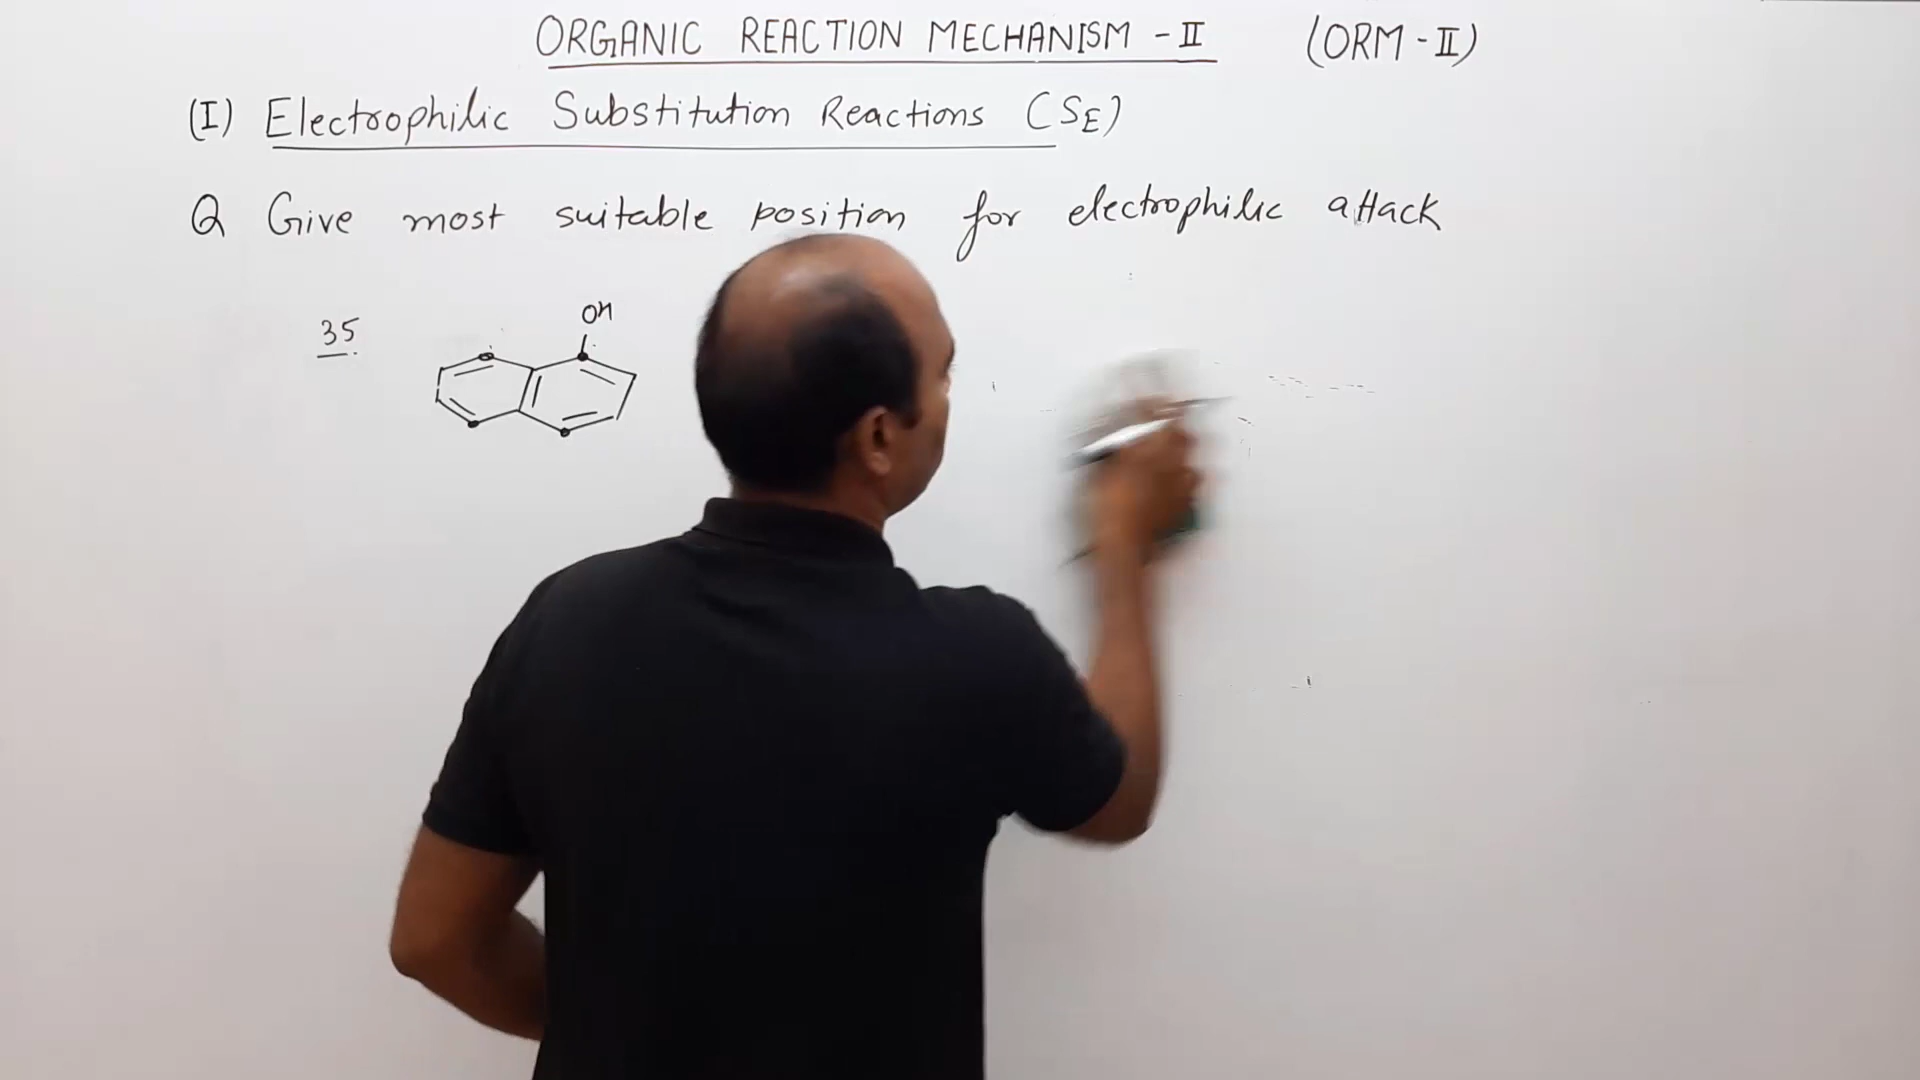 ORGANIC REACTION MECHANISM - II (ORM - II)
(I) Electrophilic Substitution Reactions (SE)
Q Give most suitable position for electrophilic attack
35
OH